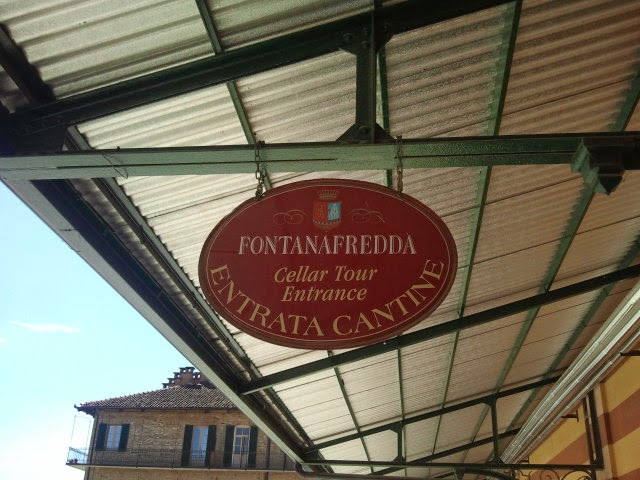 FONTANAFREDDA
Cellar Tour
Entrance
ENTRATA CANTINE